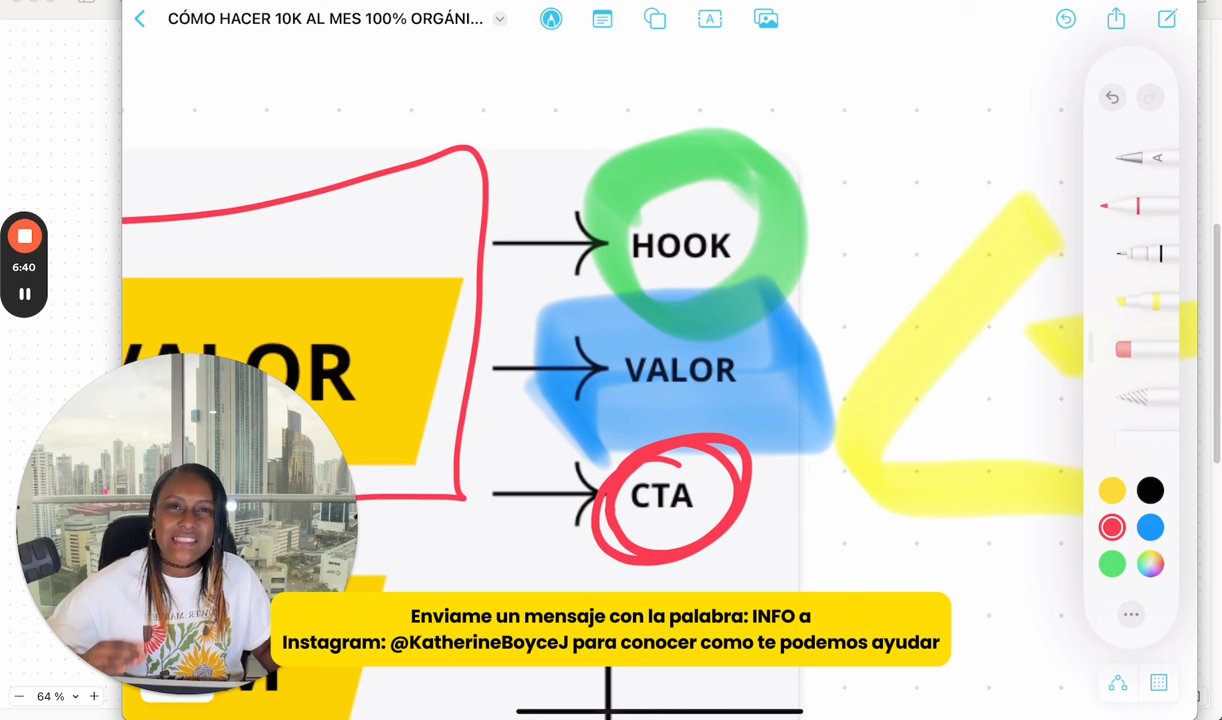 CÓMO HACER 10K AL MES 100% ORGÁNI...
HOOK
VALOR
VALOR
CTA
6:40
Enviame un mensaje con la palabra: INFO a
Instagram: @KatherineBoyceJ para conocer como te podemos ayudar
64 %